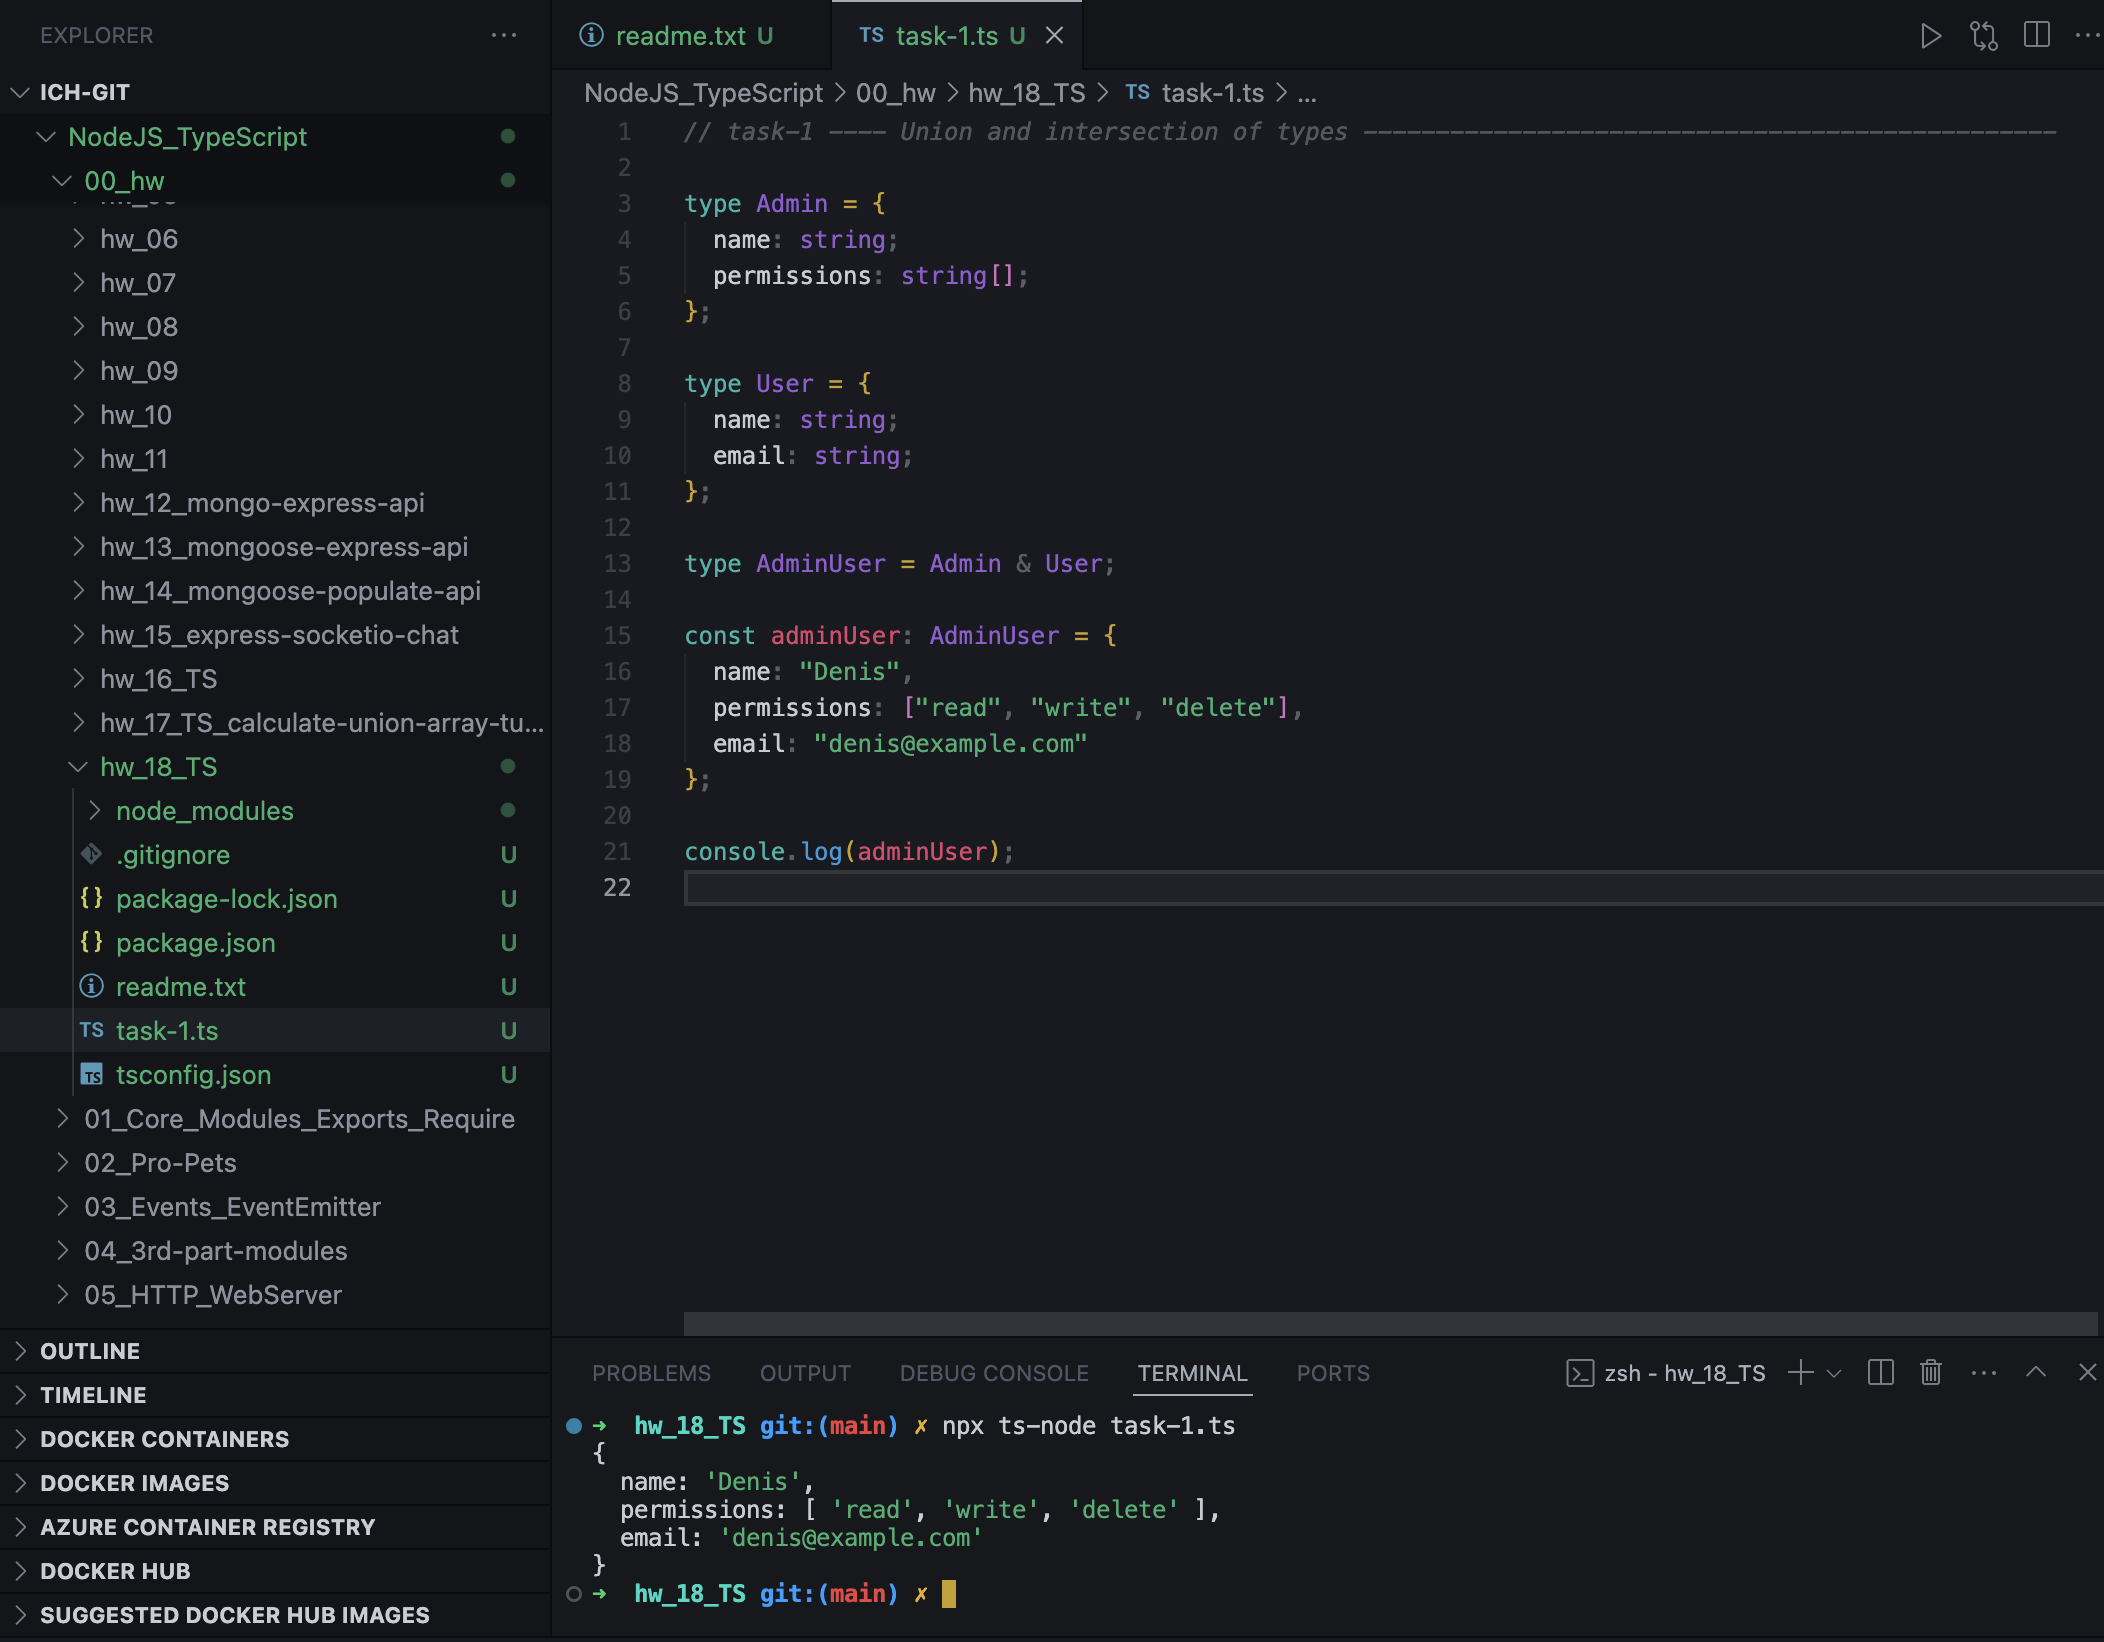 EXPLORER
ICH-GIT
NodeJS_TypeScript
00_hw
hw_06
hw_07
hw_08
hw_09
hw_10
hw_11
hw_12_mongo-express-api
hw_13_mongoose-express-api
hw_14_mongoose-populate-api
hw_15_express-socketio-chat
hw_16_TS
hw_17_TS_calculate-union-array-tu...
hw_18_TS
node_modules
.gitignore U
package-lock.json U
package.json U
readme.txt U
TS task-1.ts U
TS tsconfig.json U
01_Core_Modules_Exports_Require
02_Pro-Pets
03_Events_EventEmitter
04_3rd-part-modules
05_HTTP_WebServer
OUTLINE
TIMELINE
DOCKER CONTAINERS
DOCKER IMAGES
AZURE CONTAINER REGISTRY
DOCKER HUB
SUGGESTED DOCKER HUB IMAGES
readme.txt U TS task-1.ts U
NodeJS_TypeScript > 00_hw > hw_18_TS > TS task-1.ts > ...
1 // task-1 ---- Union and intersection of types ------------------------------------------------
2
3 type Admin = {
4 name: string;
5 permissions: string[];
6 };
7
8 type User = {
9 name: string;
10 email: string;
11 };
12
13 type AdminUser = Admin & User;
14
15 const adminUser: AdminUser = {
16 name: "Denis",
17 permissions: ["read", "write", "delete"],
18 email: "denis@example.com"
19 };
20
21 console.log(adminUser);
22
PROBLEMS OUTPUT DEBUG CONSOLE TERMINAL PORTS zsh - hw_18_TS
➜ hw_18_TS git:(main) ✗ npx ts-node task-1.ts
{
name: 'Denis',
permissions: [ 'read', 'write', 'delete' ],
email: 'denis@example.com'
}
➜ hw_18_TS git:(main) ✗